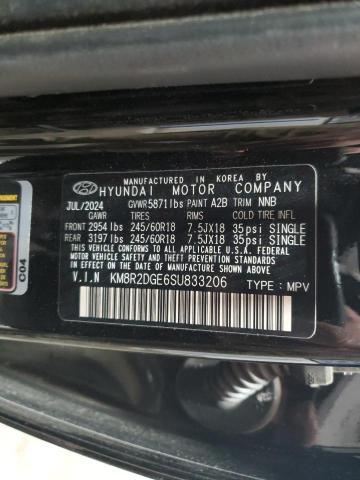 MANUFACTURED IN KOREA BY
HYUNDAI MOTOR COMPANY
JUL/2024 GVWR5871lbs PAINT A2B TRIM NNB
GAWR TIRES RIMS COLD TIRE INFL
FRONT 2954 lbs 245/60R18 7.5JX18 35psi SINGLE
REAR 3197 lbs 245/60R18 7.5JX18 35psi SINGLE
THIS VEHICLE CONFORMS TO ALL APPLICABLE
FEDERAL MOTOR VEHICLE SAFETY AND THEFT
PREVENTION STANDARDS IN EFFECT ON THE DATE OF
MANUFACTURE SHOWN ABOVE.
V.I.N KM8R2DGE6SU833206 TYPE: MPV
C04